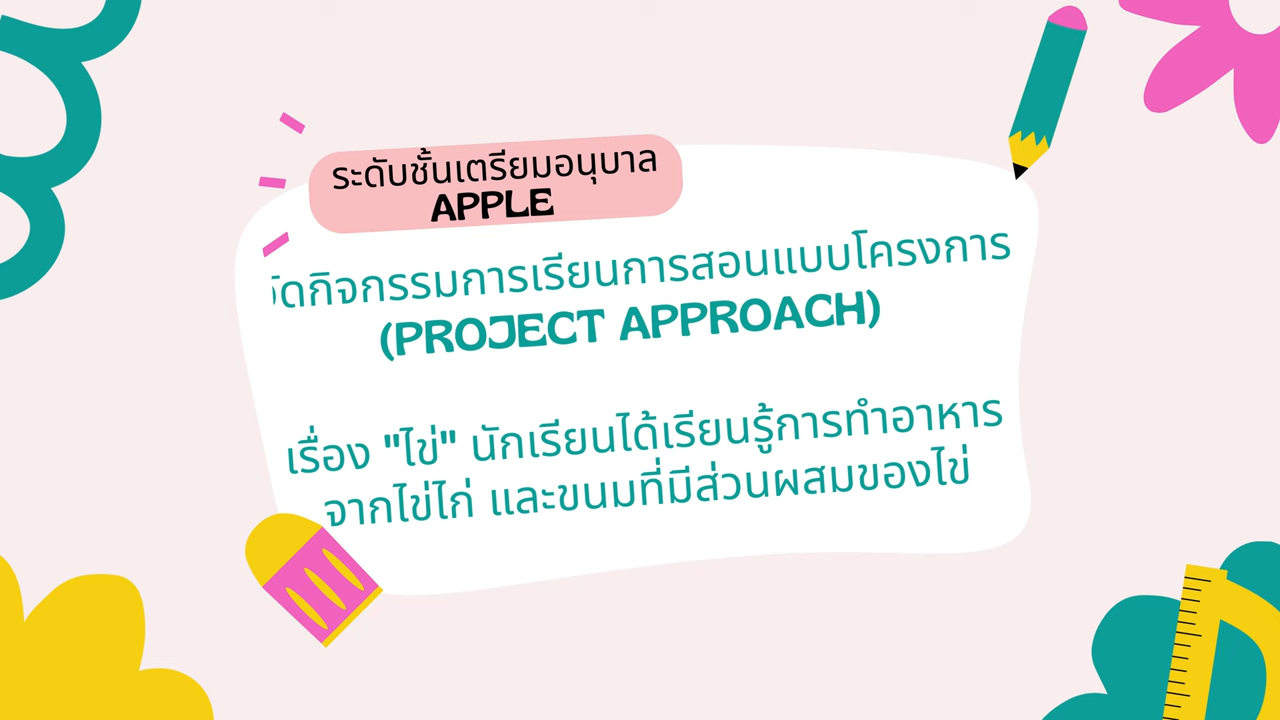 ระดับชั้นเตรียมอนุบาล
APPLE
กิจกรรมการเรียนการสอนแบบโครงการ
(PROJECT APPROACH)
เรื่อง "ไข่" นักเรียนได้เรียนรู้การทำอาหาร
จากไข่ไก่ และขนมที่มีส่วนผสมของไข่